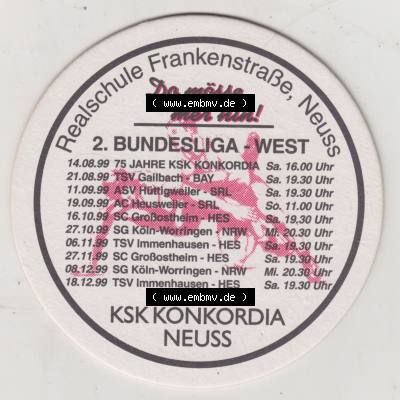 Realschule Frankenstraße, Neuss
Do mösse
( www.embmv.de )
mer hin!
2. BUNDESLIGA - WEST
14.08.99 75 JAHRE KSK KONKORDIA Sa. 16.00 Uhr
21.08.99 TSV Gailbach - BAY Sa. 19.30 Uhr
11.09.99 ASV Hüttigweiler - SRL Sa. 19.30 Uhr
19.09.99 AC Heusweiler - SRL So. 11.00 Uhr
16.10.99 SC Großostheim - HES Sa. 19.30 Uhr
27.10.99 SG Köln-Worringen - NRW Mi. 20.30 Uhr
( www.embmv.de )
06.11.99 TSV Immenhausen - HES Sa. 19.30 Uhr
27.11.99 SC Großostheim - HES Sa. 19.30 Uhr
08.12.99 SG Köln-Worringen - NRW Mi. 20.30 Uhr
18.12.99 TSV Immenhausen - HES Sa. 19.30 Uhr
( www.embmv.de )
KSK KONKORDIA
NEUSS